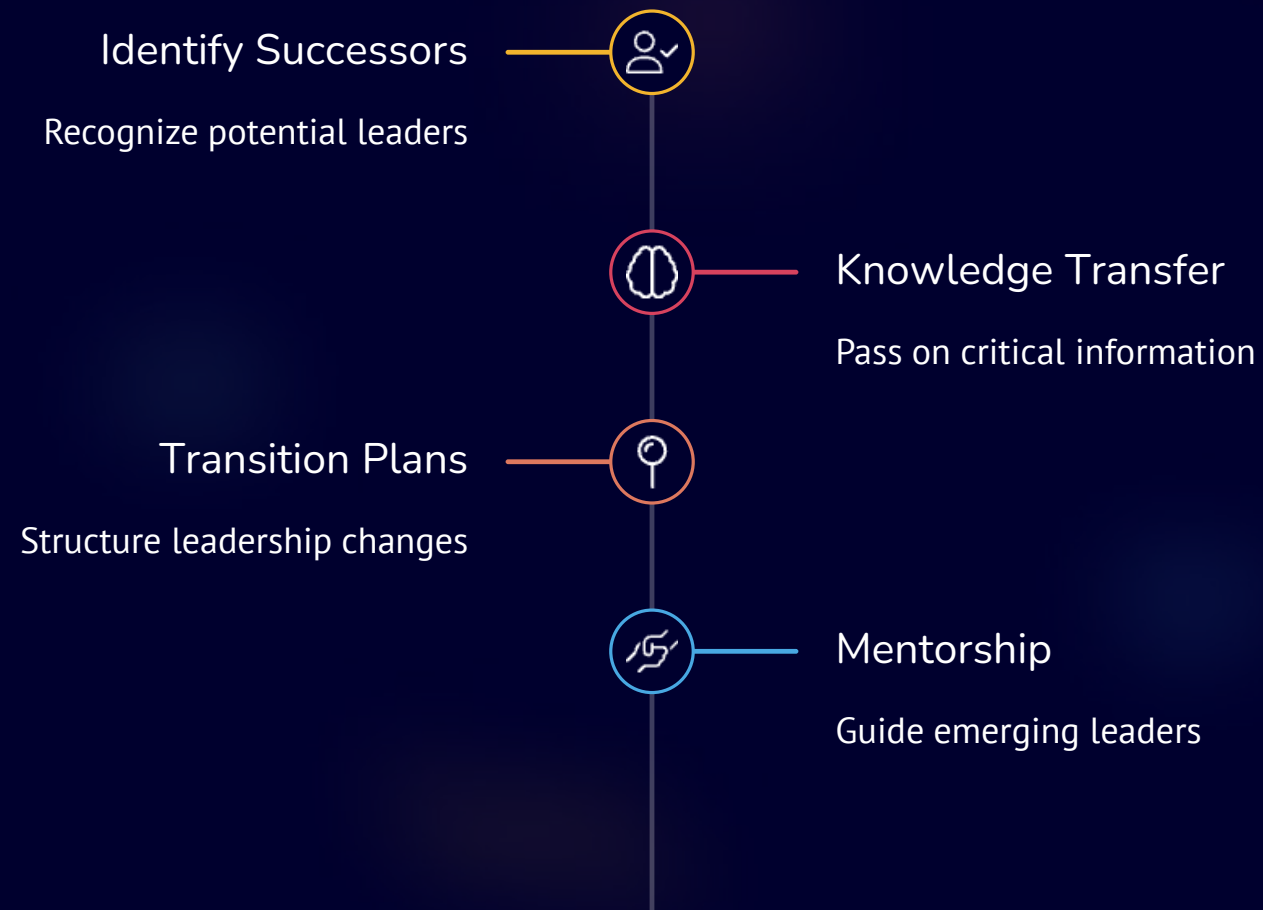 Identify Successors
Recognize potential leaders
Knowledge Transfer
Pass on critical information
Transition Plans
Structure leadership changes
Mentorship
Guide emerging leaders